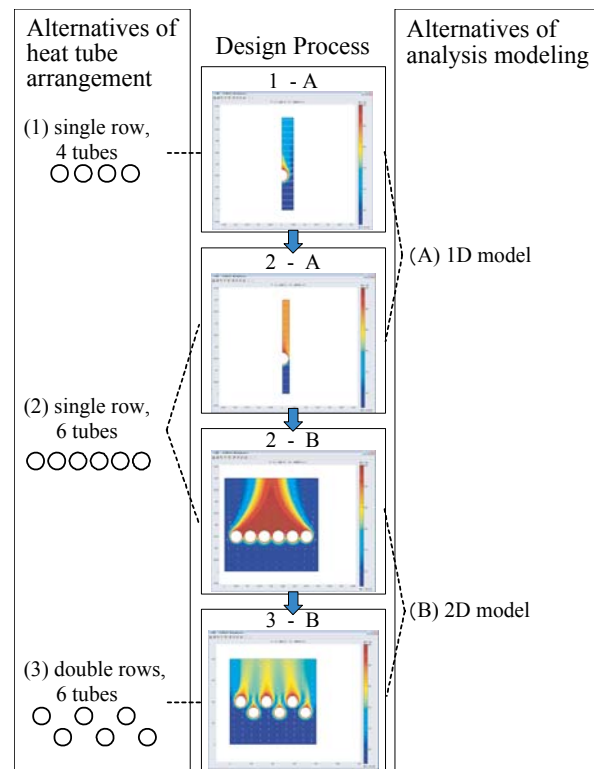 Alternatives of
heat tube
arrangement
Design Process
Alternatives of
analysis modeling
1 - A
(1) single row,
4 tubes
2 - A
(A) 1D model
(2) single row,
6 tubes
2 - B
(B) 2D model
3 - B
(3) double rows,
6 tubes